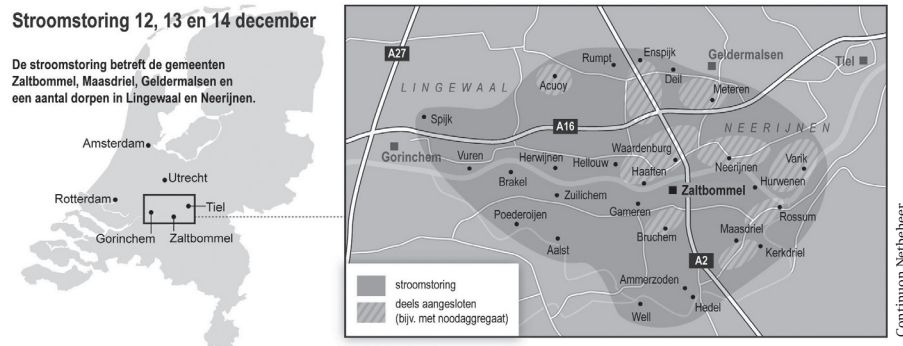 Stroomstoring 12, 13 en 14 december
De stroomstoring betreft de gemeenten
Zaltbommel, Maasdriel, Geldermalsen en
een aantal dorpen in Lingewaal en Neerijnen.
Amsterdam
Utrecht
Rotterdam
Tiel
Gorinchem
Zaltbommel
A27
Rumpt
Enspijk
Geldermalsen
Tiel
Deil
LINGEWAAL
Acuoy
Meteren
Spijk
A16
NEERIJNEN
Gorinchem
Vuren
Herwijnen
Hellouw
Waardenburg
Neerijnen
Varik
Brakel
Haaften
Hurwenen
Zaltbommel
Zuilichem
Gameren
Rossum
Poederoijen
Bruchem
Maasdriel
Aalst
Kerkdriel
A2
Ammerzoden
Hedel
Well
stroomstoring
deels aangesloten
(bijv. met noodaggregaat)
Continuon Netbeheer